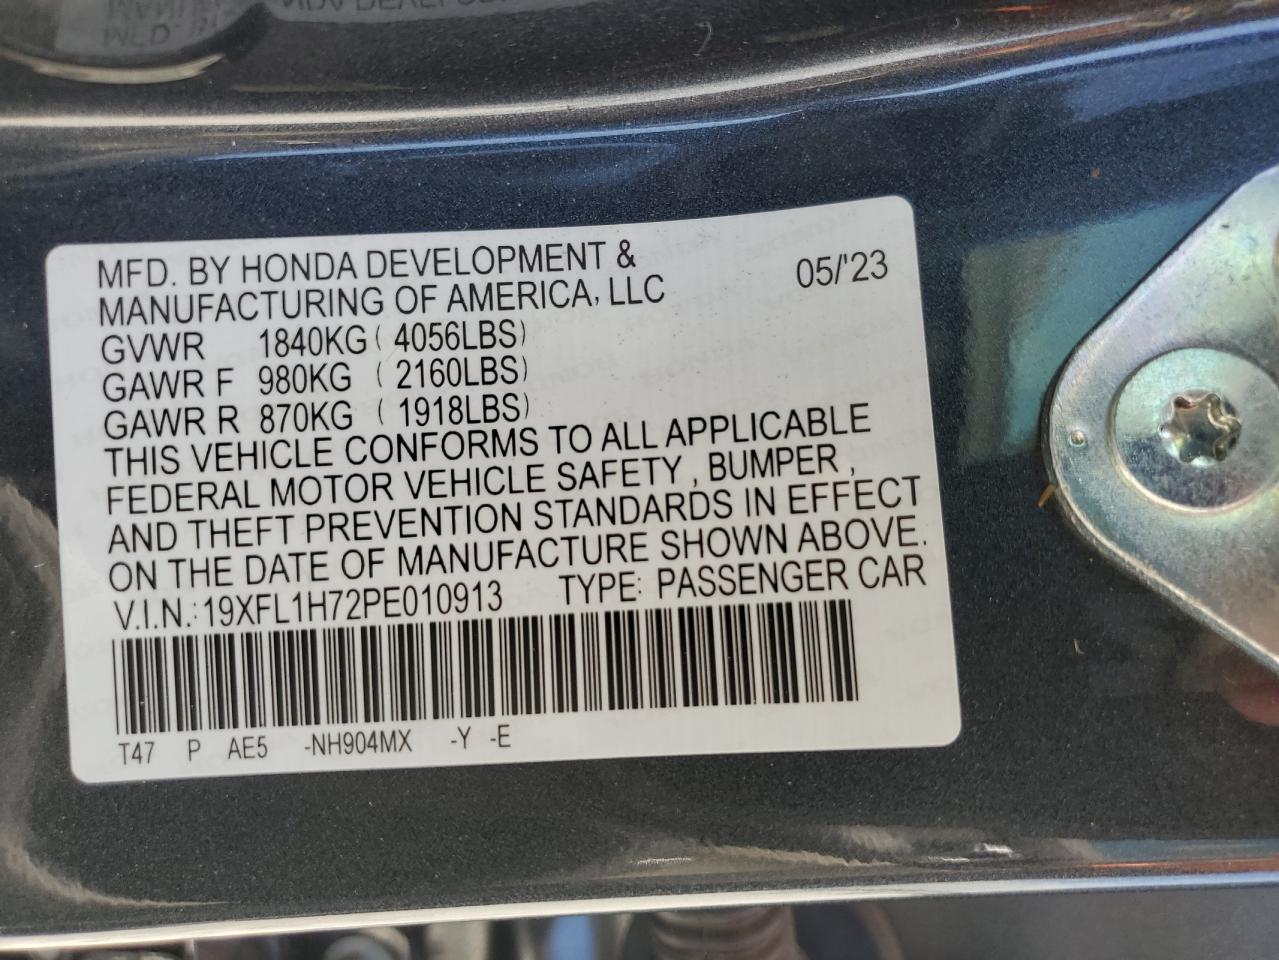 MFD. BY HONDA DEVELOPMENT &
MANUFACTURING OF AMERICA, LLC 05/'23
GVWR 1840KG ( 4056LBS)
GAWR F 980KG ( 2160LBS)
GAWR R 870KG ( 1918LBS)
THIS VEHICLE CONFORMS TO ALL APPLICABLE
FEDERAL MOTOR VEHICLE SAFETY , BUMPER ,
AND THEFT PREVENTION STANDARDS IN EFFECT
ON THE DATE OF MANUFACTURE SHOWN ABOVE.
V.I.N.: 19XFL1H72PE010913 TYPE: PASSENGER CAR
T47 P AE5 -NH904MX -Y -E